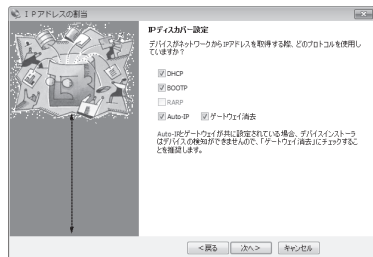 IPアドレスの割当
IPディスカバー設定
デバイスがネットワークからIPアドレスを取得する際、どのプロトコルを使用し
ていますか？
DHCP
BOOTP
RARP
Auto-IP ゲートウェイ消去
Auto-IPとゲートウェイが共に設定されている場合、デバイスインストーラ
はデバイスの検知ができませんので、「ゲートウェイ消去」にチェックするこ
とを推奨します。
<戻る 次へ> キャンセル